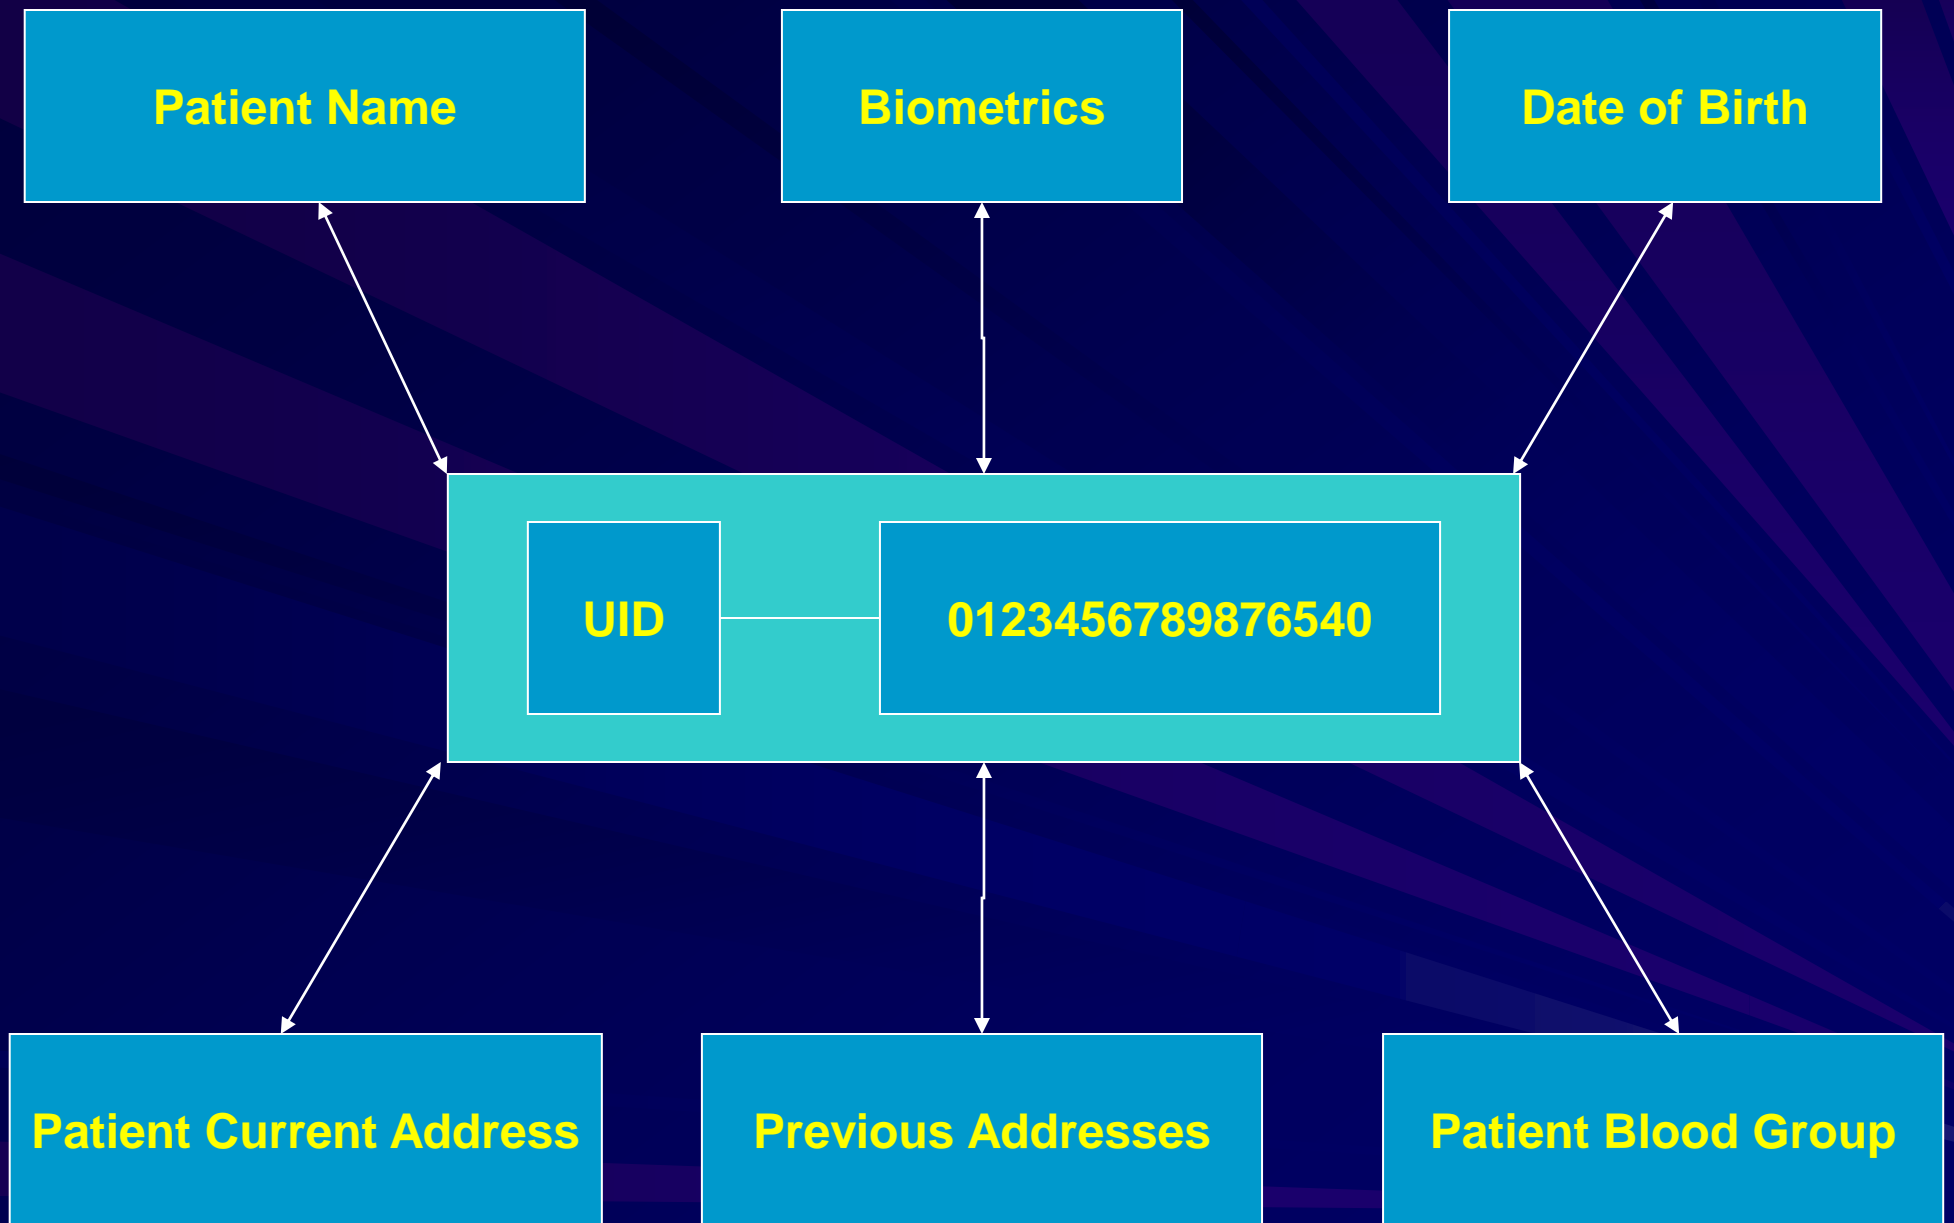 Patient Name
Biometrics
Date of Birth
UID
0123456789876540
Patient Current Address
Previous Addresses
Patient Blood Group